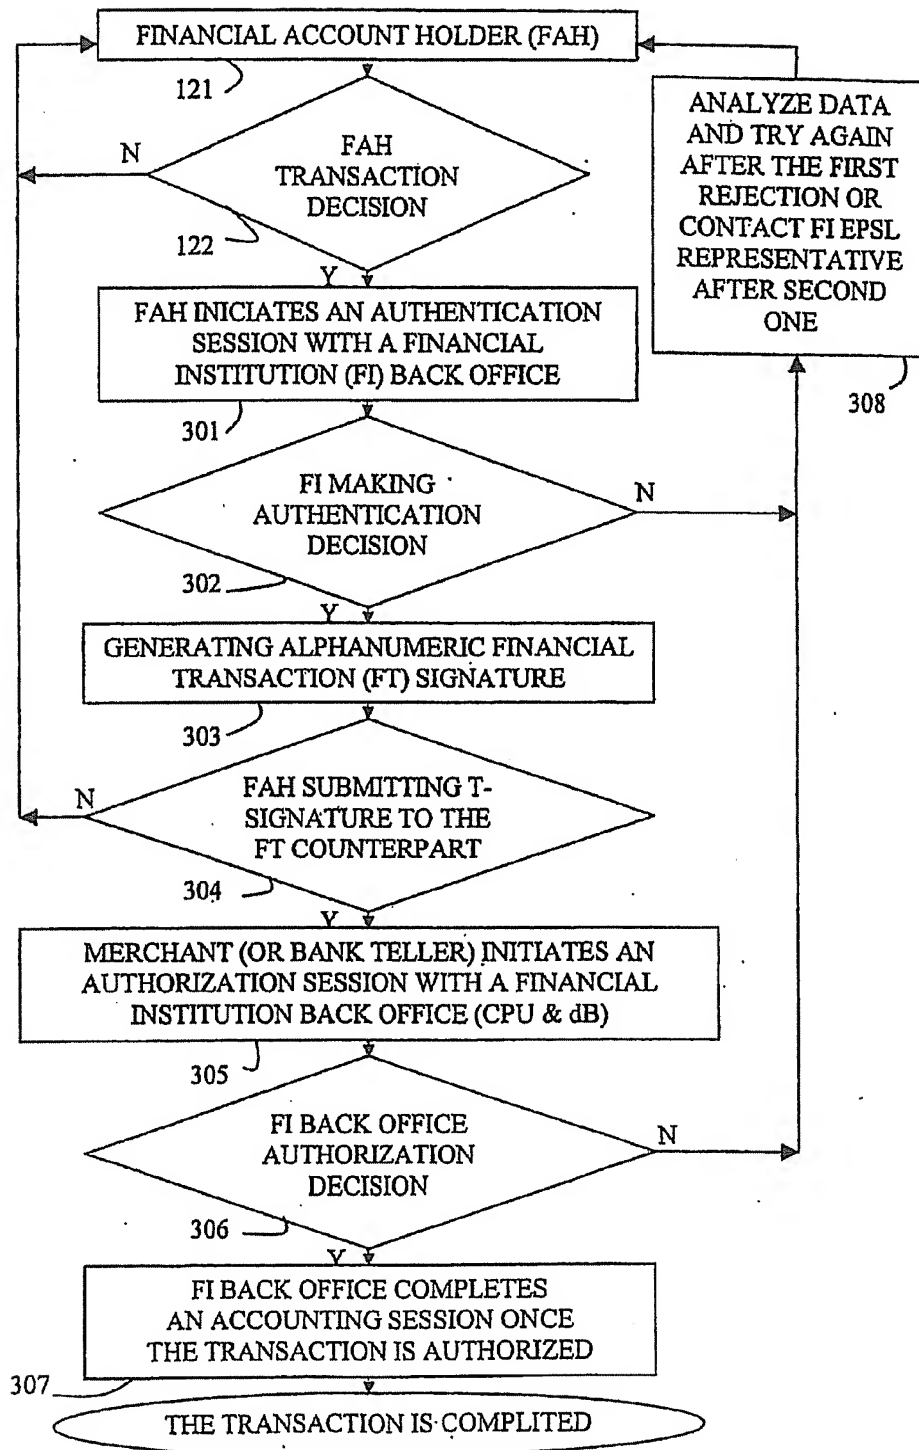 FINANCIAL ACCOUNT HOLDER (FAH)
121
N
FAH
TRANSACTION
DECISION
122
Y
ANALYZE DATA
AND TRY AGAIN
AFTER THE FIRST
REJECTION OR
CONTACT FI EPSL
REPRESENTATIVE
AFTER SECOND
ONE
308
FAH INICIATES AN AUTHENTICATION
SESSION WITH A FINANCIAL
INSTITUTION (FI) BACK OFFICE
301
FI MAKING
AUTHENTICATION
DECISION
N
302
Y
GENERATING ALPHANUMERIC FINANCIAL
TRANSACTION (FT) SIGNATURE
303
N
FAH SUBMITTING T-
SIGNATURE TO THE
FT COUNTERPART
304
Y
MERCHANT (OR BANK TELLER) INITIATES AN
AUTHORIZATION SESSION WITH A FINANCIAL
INSTITUTION BACK OFFICE (CPU & dB)
305
FI BACK OFFICE
AUTHORIZATION
DECISION
N
306
Y
FI BACK OFFICE COMPLETES
AN ACCOUNTING SESSION ONCE
THE TRANSACTION IS AUTHORIZED
307
THE TRANSACTION IS COMPLITED